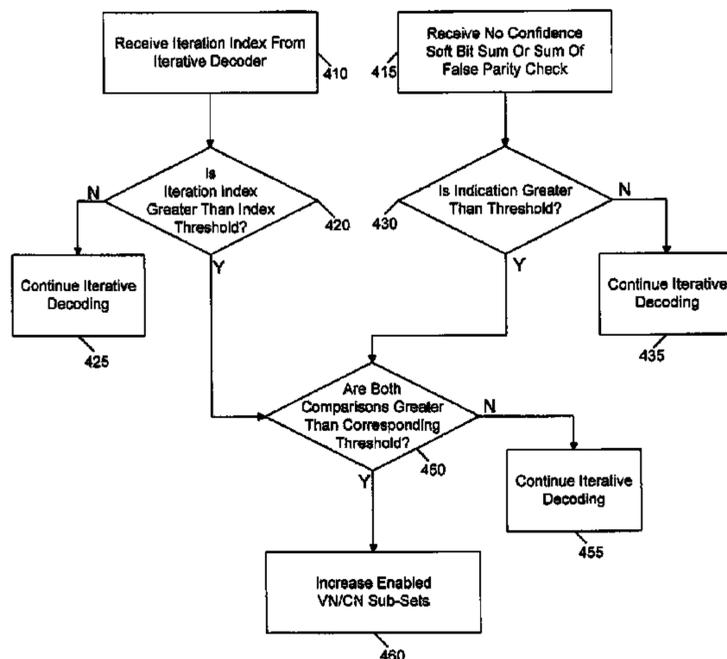 Receive Iteration Index From
Iterative Decoder
410
Receive No Confidence
Soft Bit Sum Or Sum Of
False Parity Check
415
Is
Iteration Index
Greater Than Index
Threshold?
N
Y
420
Is Indication Greater
Than Threshold?
N
Y
430
Continue Iterative
Decoding
425
Continue Iterative
Decoding
435
Are Both
Comparisons Greater
Than Corresponding
Threshold?
N
Y
450
Continue Iterative
Decoding
455
Increase Enabled
VN/CN Sub-Sets
460